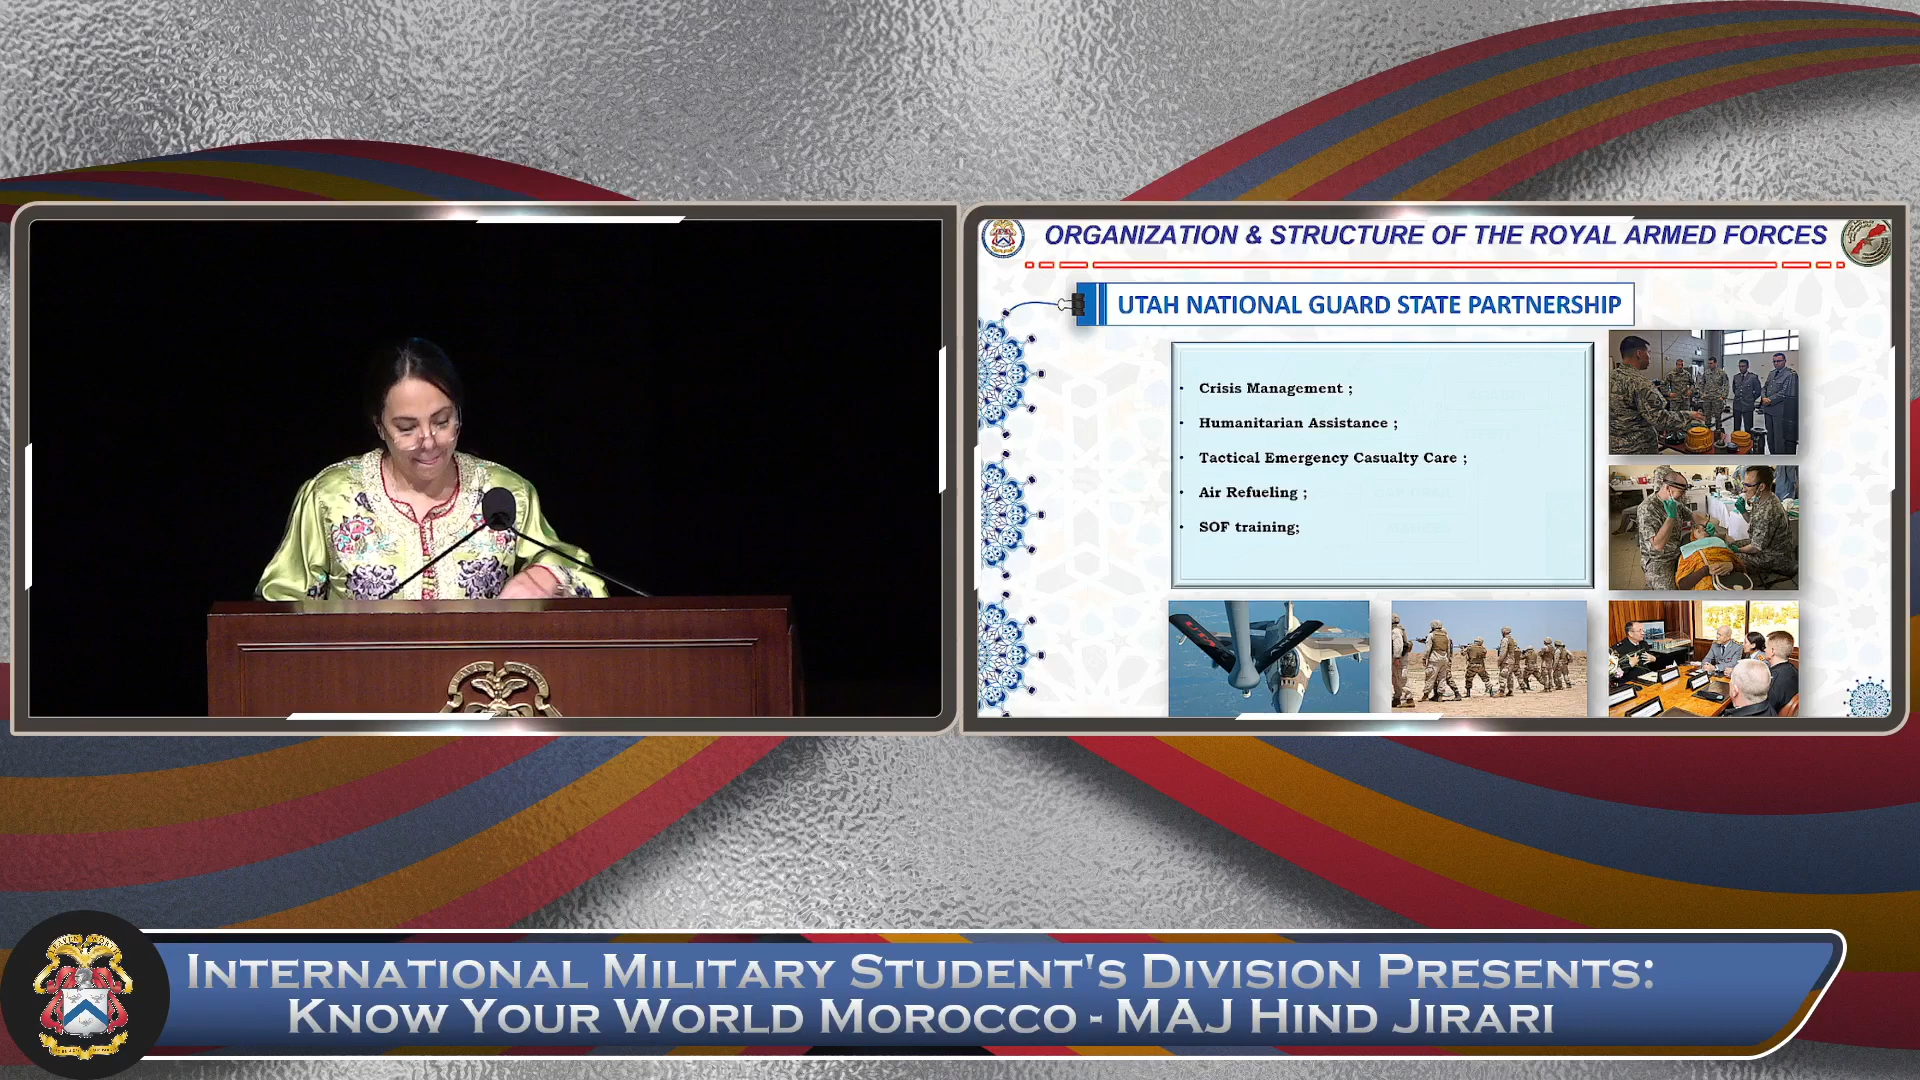 ORGANIZATION & STRUCTURE OF THE ROYAL ARMED FORCES
UTAH NATIONAL GUARD STATE PARTNERSHIP
• Crisis Management ;
• Humanitarian Assistance ;
• Tactical Emergency Casualty Care ;
• Air Refueling ;
• SOF training;
UTAH
INTERNATIONAL MILITARY STUDENT'S DIVISION PRESENTS:
KNOW YOUR WORLD MOROCCO - MAJ HIND JIRARI